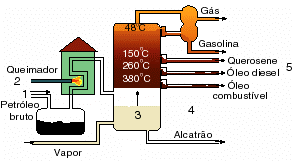 Gás
48°C
Gasolina
150°C
Querosene
260°C
Óleo diesel
5
380°C
Óleo
combustível
Queimador
2
1
Petróleo
bruto
3
4
Alcatrão
Vapor